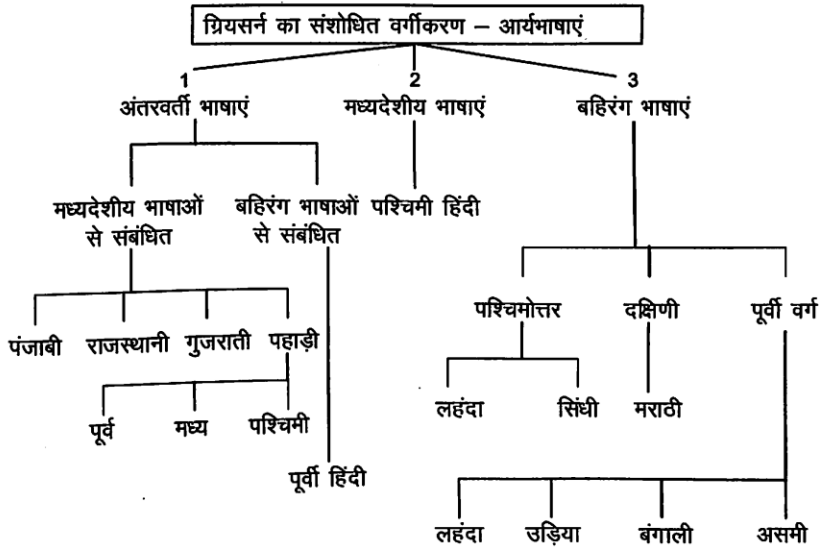 ग्रियसर्न का संशोधित वर्गीकरण – आर्यभाषाएं
1 2 3
अंतरवर्ती भाषाएं मध्यदेशीय भाषाएं बहिरंग भाषाएं
मध्यदेशीय भाषाओं बहिरंग भाषाओं पश्चिमी हिंदी
से संबंधित से संबंधित
पश्चिमोत्तर दक्षिणी पूर्वी वर्ग
पंजाबी राजस्थानी गुजराती पहाड़ी
लहंदा सिंधी मराठी
पूर्व मध्य पश्चिमी
पूर्वी हिंदी
लहंदा उड़िया बंगाली असमी